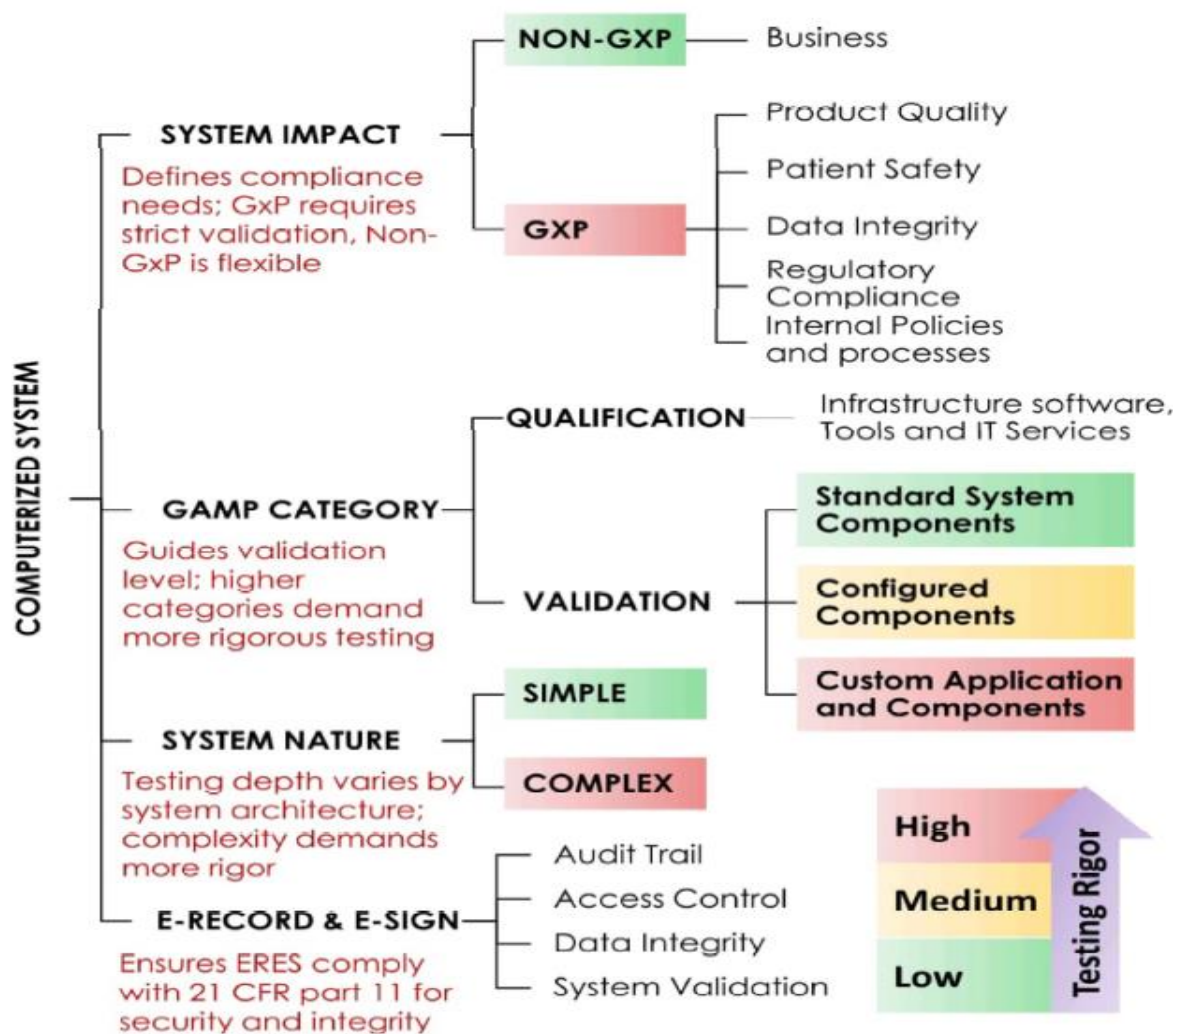 COMPUTERIZED SYSTEM
SYSTEM IMPACT
Defines compliance
needs; GxP requires
strict validation, Non-
GxP is flexible
NON-GXP
Business
GXP
Product Quality
Patient Safety
Data Integrity
Regulatory
Compliance
Internal Policies
and processes
GAMP CATEGORY
Guides validation
level; higher
categories demand
more rigorous testing
QUALIFICATION
Infrastructure software,
Tools and IT Services
VALIDATION
Standard System
Components
Configured
Components
Custom Application
and Components
SYSTEM NATURE
Testing depth varies by
system architecture;
complexity demands
more rigor
SIMPLE
COMPLEX
E-RECORD & E-SIGN
Ensures ERES comply
with 21 CFR part 11 for
security and integrity
Audit Trail
Access Control
Data Integrity
System Validation
High
Medium
Low
Testing Rigor